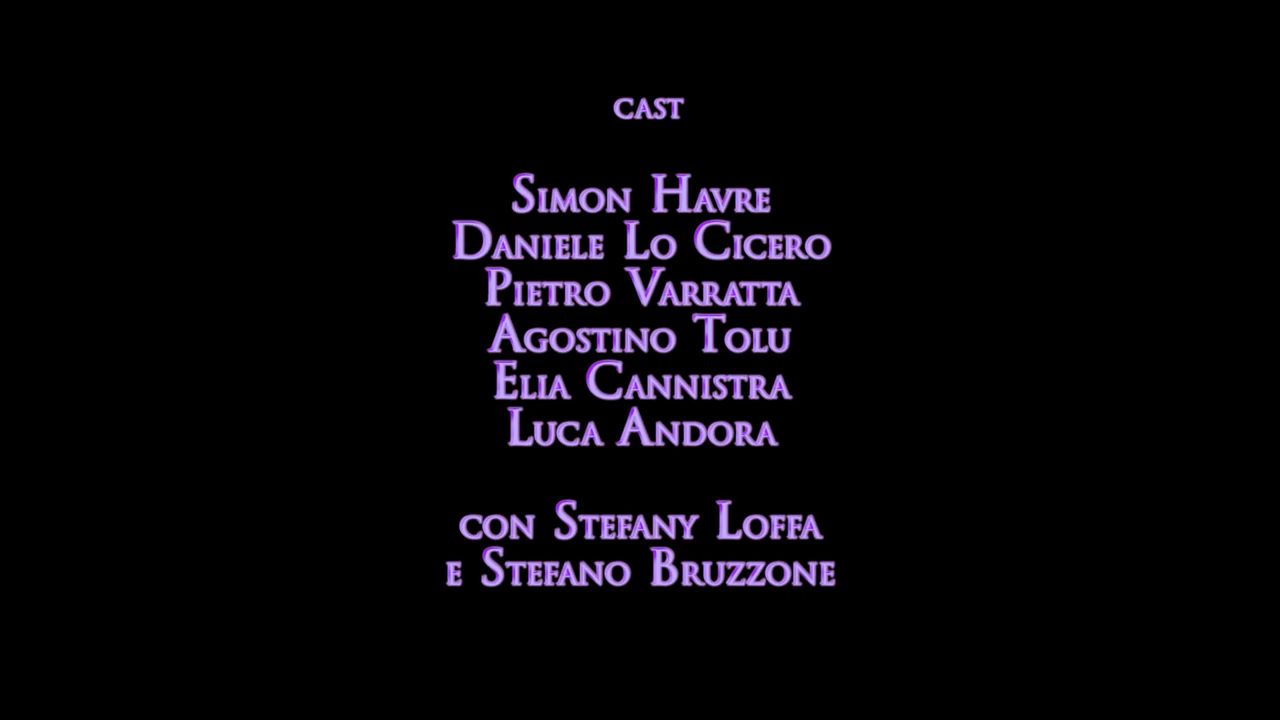 CAST
SIMON HAVRE
DANIELE LO CICERO
PIETRO VARRATTA
AGOSTINO TOLU
ELIA CANNISTRA
LUCA ANDORA
CON STEFANY LOFFA
E STEFANO BRUZZONE